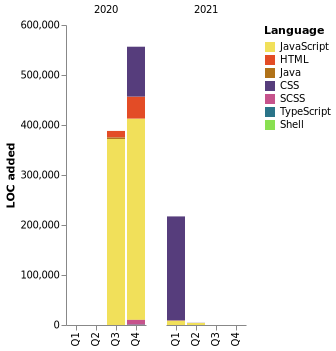 2020 2021
Language
JavaScript
HTML
Java
CSS
SCSS
TypeScript
Shell
LOC added
600,000
500,000
400,000
300,000
200,000
100,000
0
Q1 Q2 Q3 Q4 Q1 Q2 Q3 Q4